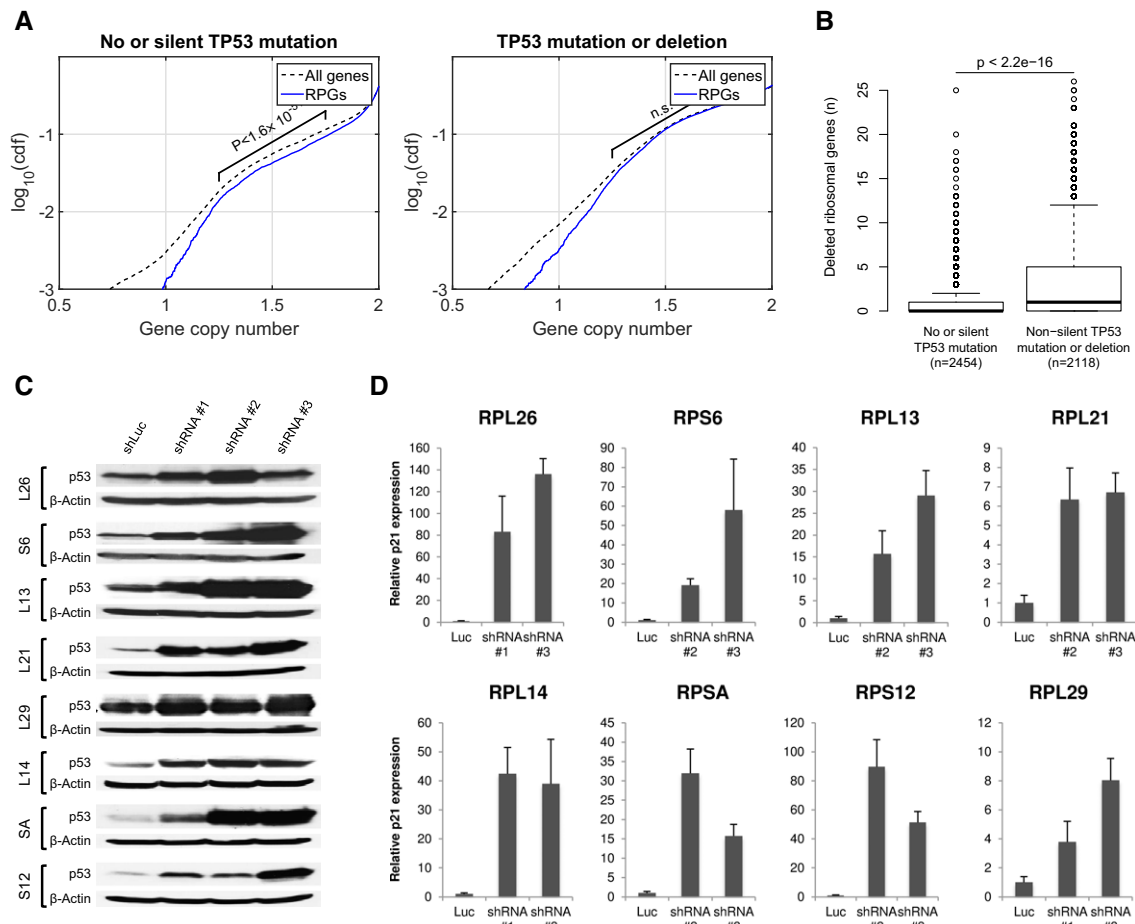 A
No or silent TP53 mutation
All genes
RPGs
P<1.6x 10
log10(cdf)
-1
-2
-3
0.5
1
1.5
2
Gene copy number
TP53 mutation or deletion
All genes
RPGs
n.s.
log10(cdf)
-1
-2
-3
0.5
1
1.5
2
Gene copy number
B
p < 2.2e−16
Deleted ribosomal genes (n)
25
20
15
10
5
0
No or silent
TP53 mutation
(n=2454)
Non−silent TP53
mutation or deletion
(n=2118)
C
shLuc
shRNA #1
shRNA #2
shRNA #3
L26
p53
β-Actin
S6
p53
β-Actin
L13
p53
β-Actin
L21
p53
β-Actin
L29
p53
β-Actin
L14
p53
β-Actin
SA
p53
β-Actin
S12
p53
β-Actin
D
RPL26
Relative p21 expression
160
140
120
100
80
60
40
20
0
Luc shRNA shRNA
#1 #3
RPS6
90
80
70
60
50
40
30
20
10
0
Luc shRNA shRNA
#2 #3
RPL13
40
35
30
25
20
15
10
5
0
Luc shRNA shRNA
#2 #3
RPL21
9
8
7
6
5
4
3
2
1
0
Luc shRNA shRNA
#2 #3
RPL14
Relative p21 expression
60
50
40
30
20
10
0
Luc shRNA shRNA
RPSA
45
40
35
30
25
20
15
10
5
0
Luc shRNA shRNA
RPS12
120
100
80
60
40
20
0
Luc shRNA shRNA
RPL29
12
10
8
6
4
2
0
Luc shRNA shRNA